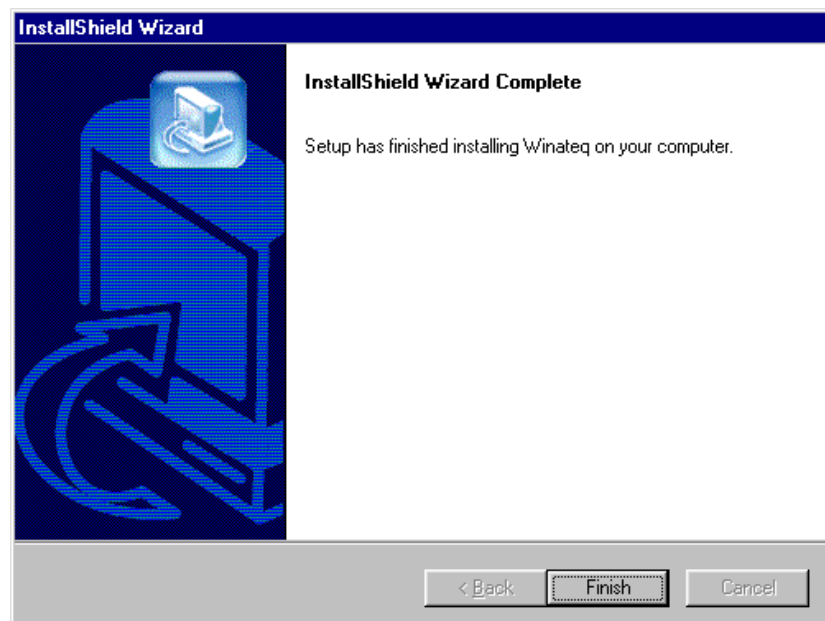 InstallShield Wizard
InstallShield Wizard Complete
Setup has finished installing Winateq on your computer.
< Back
Finish
Cancel